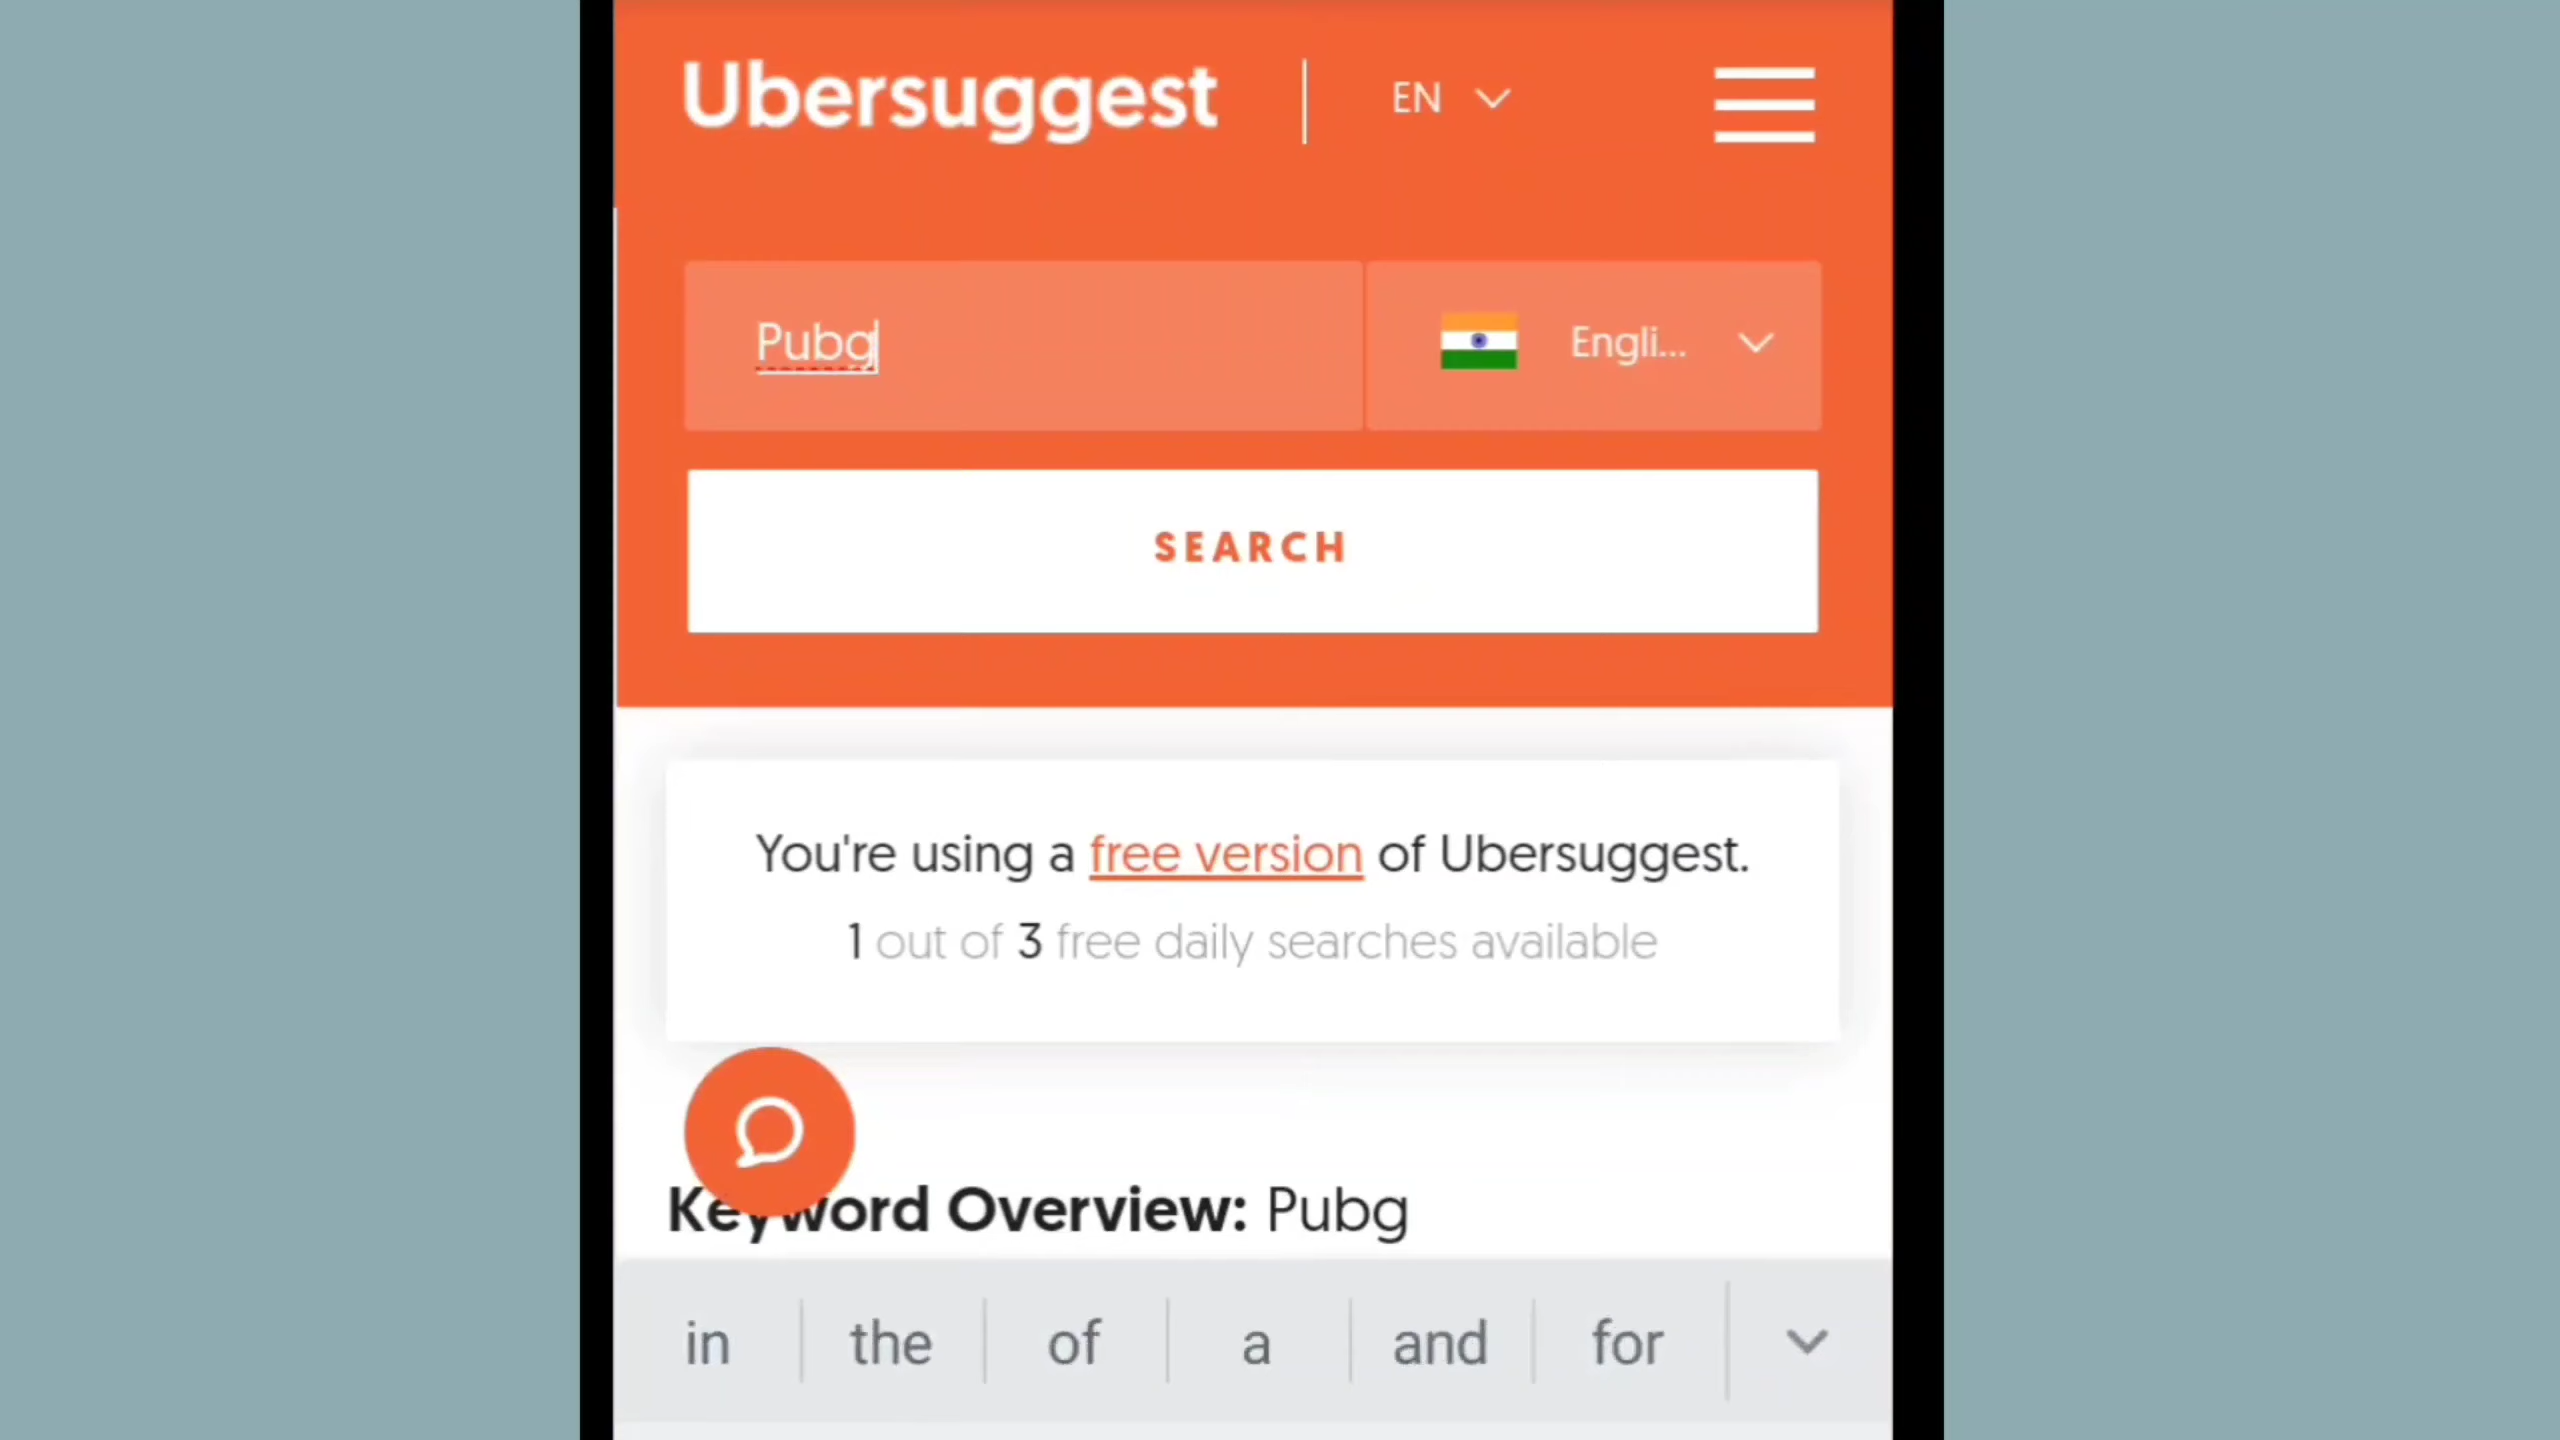 Ubersuggest
EN
Pubg
Engli...
SEARCH
You're using a free version of Ubersuggest.
1 out of 3 free daily searches available
Keyword Overview: Pubg
in the of a and for